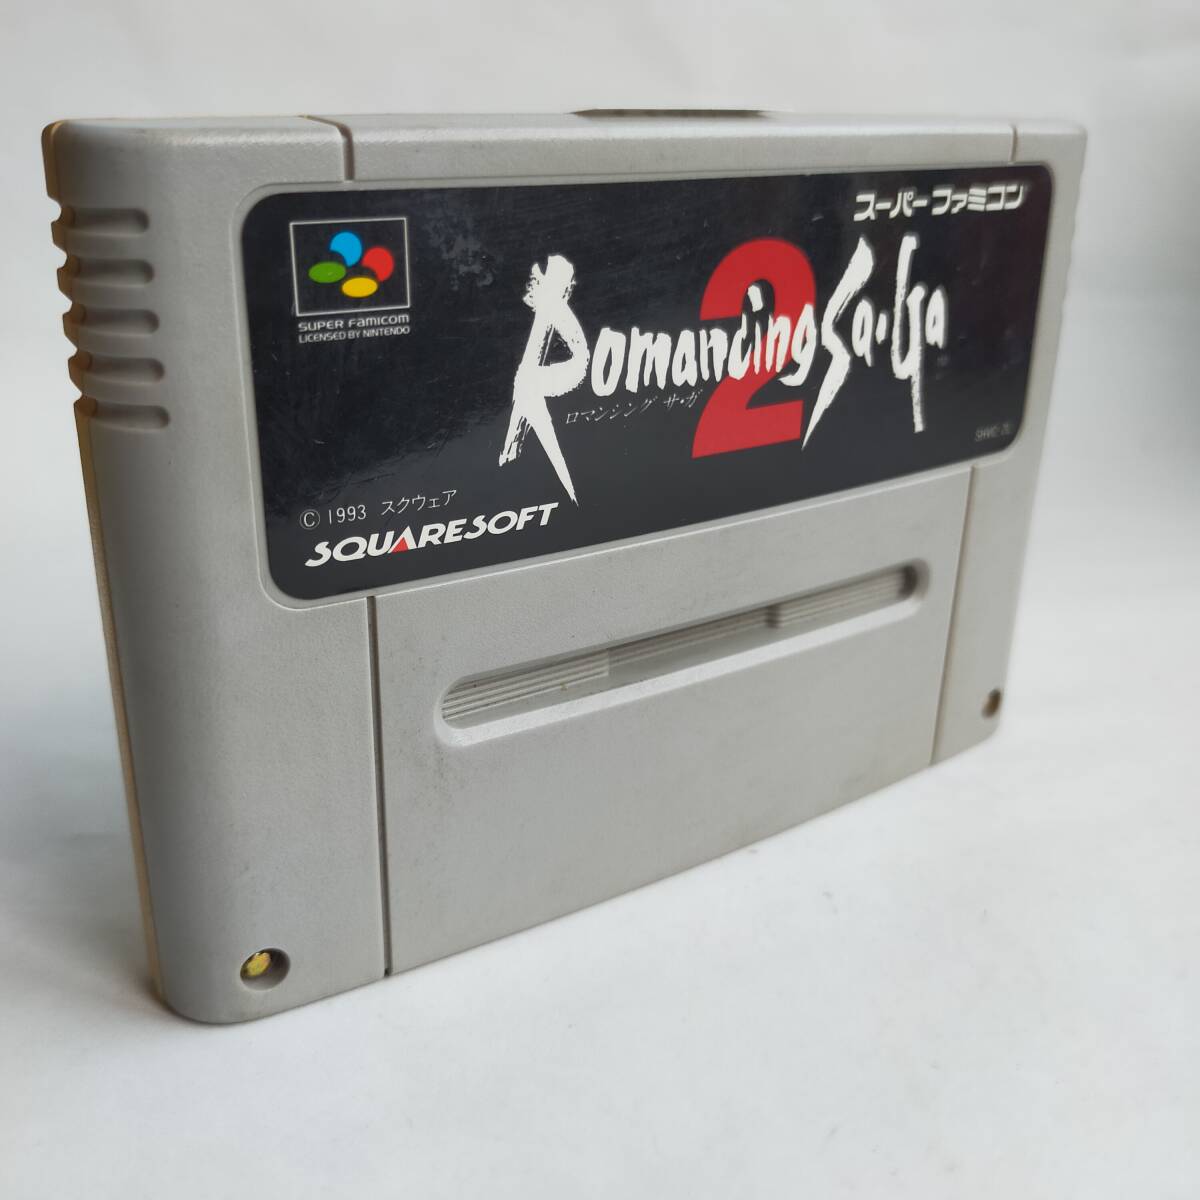 スーパーファミコン
SUPER Famicom
LICENSED BY NINTENDO
Romancing Sa·Ga
2
ロマンシング サ・ガ
© 1993 スクウェア
SQUARESOFT